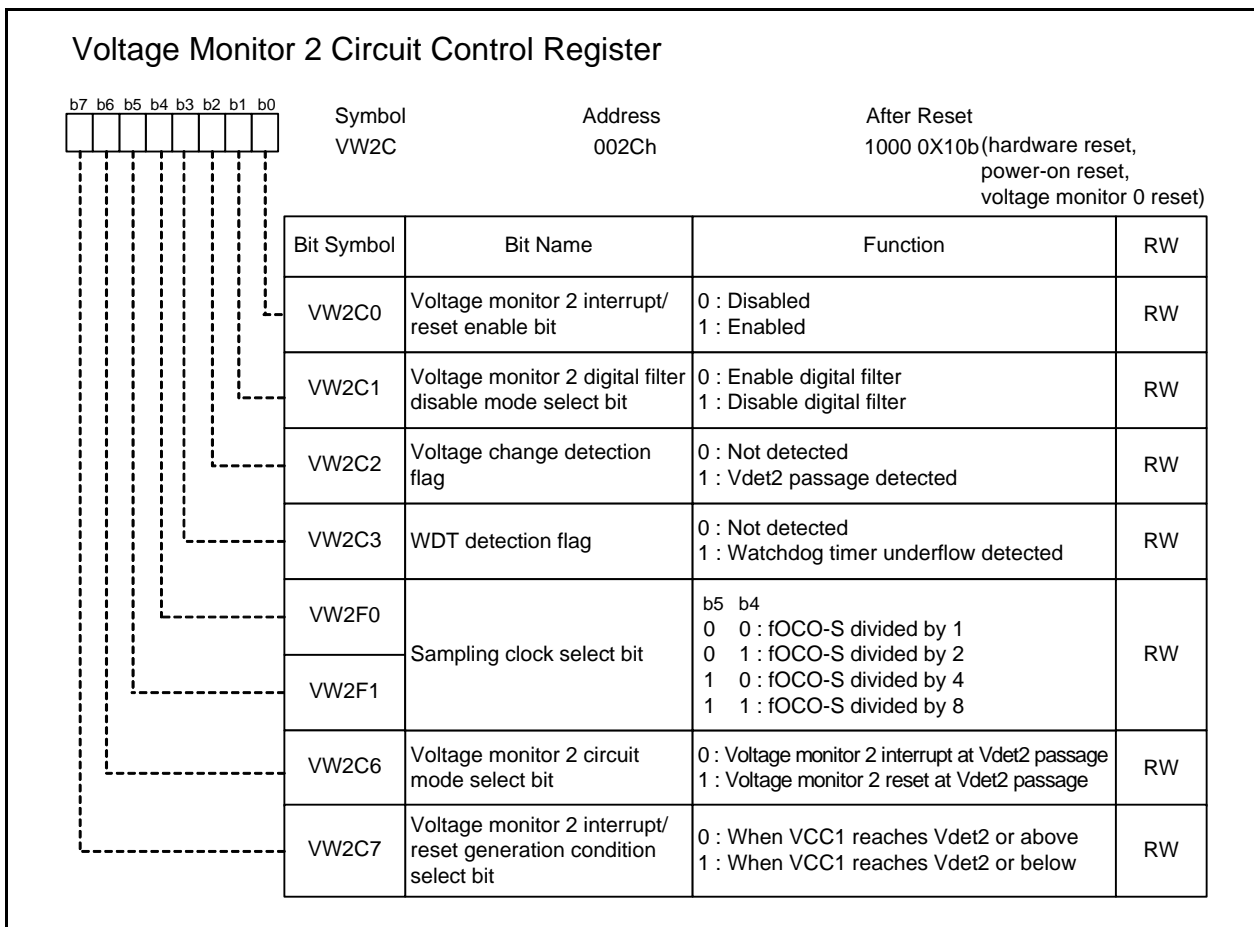 Voltage Monitor 2 Circuit Control Register
b7 b6 b5 b4 b3 b2 b1 b0
Symbol Address After Reset
VW2C 002Ch 1000 0X10b (hardware reset,
power-on reset,
voltage monitor 0 reset)
Bit Symbol Bit Name Function RW
VW2C0 Voltage monitor 2 interrupt/ reset enable bit 0 : Disabled 1 : Enabled RW
VW2C1 Voltage monitor 2 digital filter disable mode select bit 0 : Enable digital filter 1 : Disable digital filter RW
VW2C2 Voltage change detection flag 0 : Not detected 1 : Vdet2 passage detected RW
VW2C3 WDT detection flag 0 : Not detected 1 : Watchdog timer underflow detected RW
VW2F0
VW2F1
Sampling clock select bit
b5 b4
0 0 : fOCO-S divided by 1
0 1 : fOCO-S divided by 2
1 0 : fOCO-S divided by 4
1 1 : fOCO-S divided by 8
RW
VW2C6 Voltage monitor 2 circuit mode select bit 0 : Voltage monitor 2 interrupt at Vdet2 passage 1 : Voltage monitor 2 reset at Vdet2 passage RW
VW2C7 Voltage monitor 2 interrupt/ reset generation condition select bit 0 : When VCC1 reaches Vdet2 or above 1 : When VCC1 reaches Vdet2 or below RW